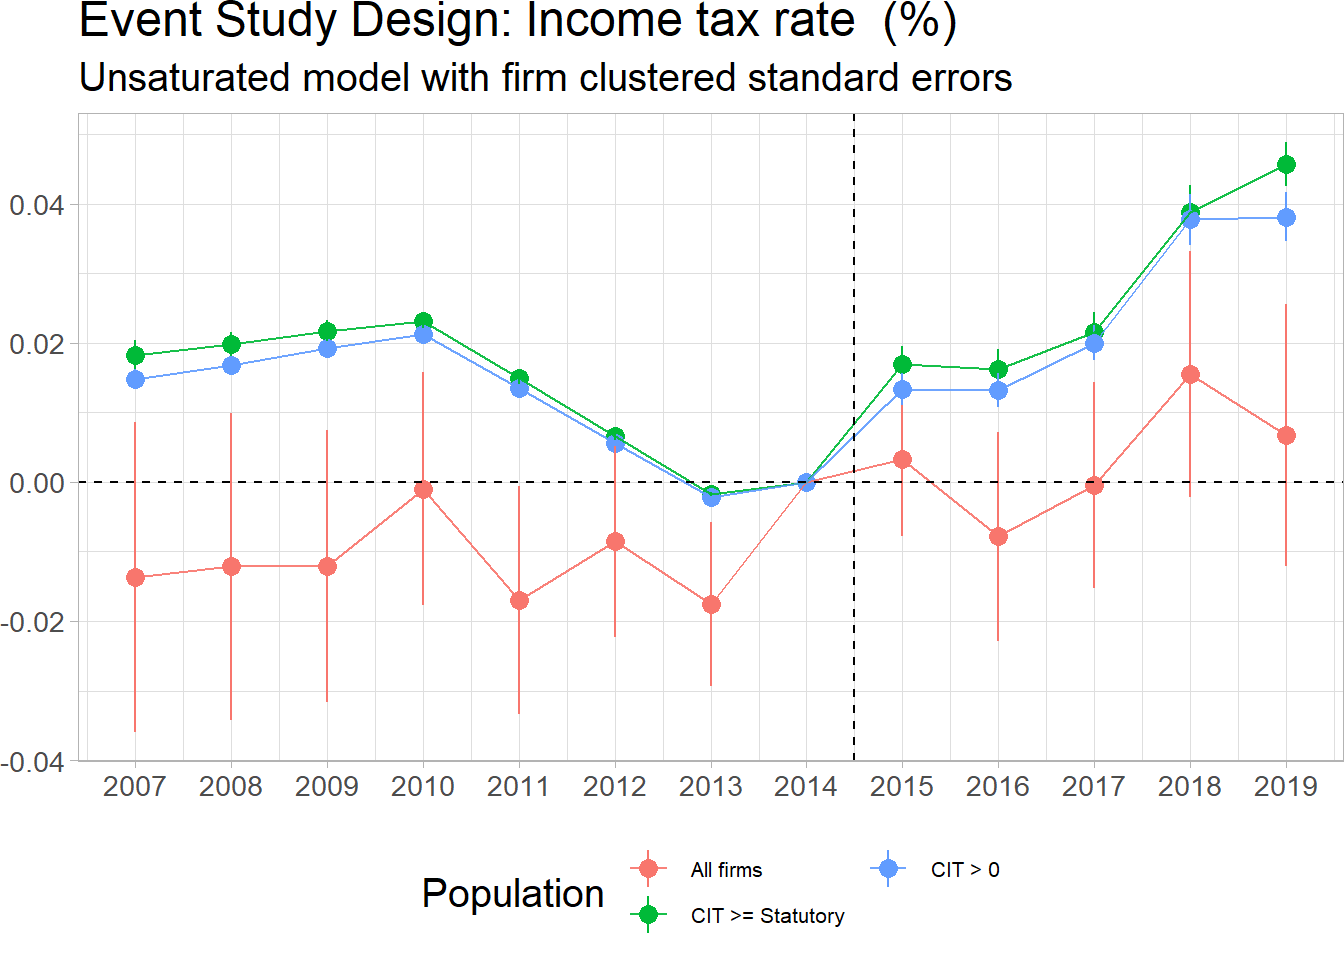 Event Study Design: Income tax rate  (%)
Unsaturated model with firm clustered standard errors
0.04
0.02
0.00
-0.02
-0.04
2007 2008 2009 2010 2011 2012 2013 2014 2015 2016 2017 2018 2019
Population
All firms
CIT > 0
CIT >= Statutory